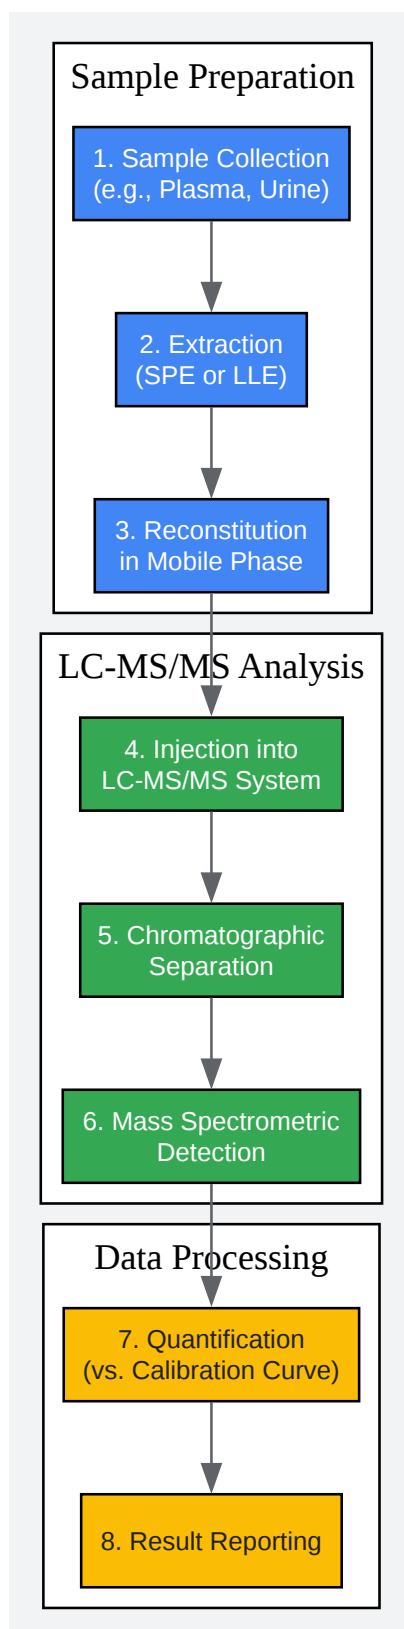 Sample Preparation
1. Sample Collection
(e.g., Plasma, Urine)
2. Extraction
(SPE or LLE)
3. Reconstitution
in Mobile Phase
LC-MS/MS Analysis
4. Injection into
LC-MS/MS System
5. Chromatographic
Separation
6. Mass Spectrometric
Detection
Data Processing
7. Quantification
(vs. Calibration Curve)
8. Result Reporting